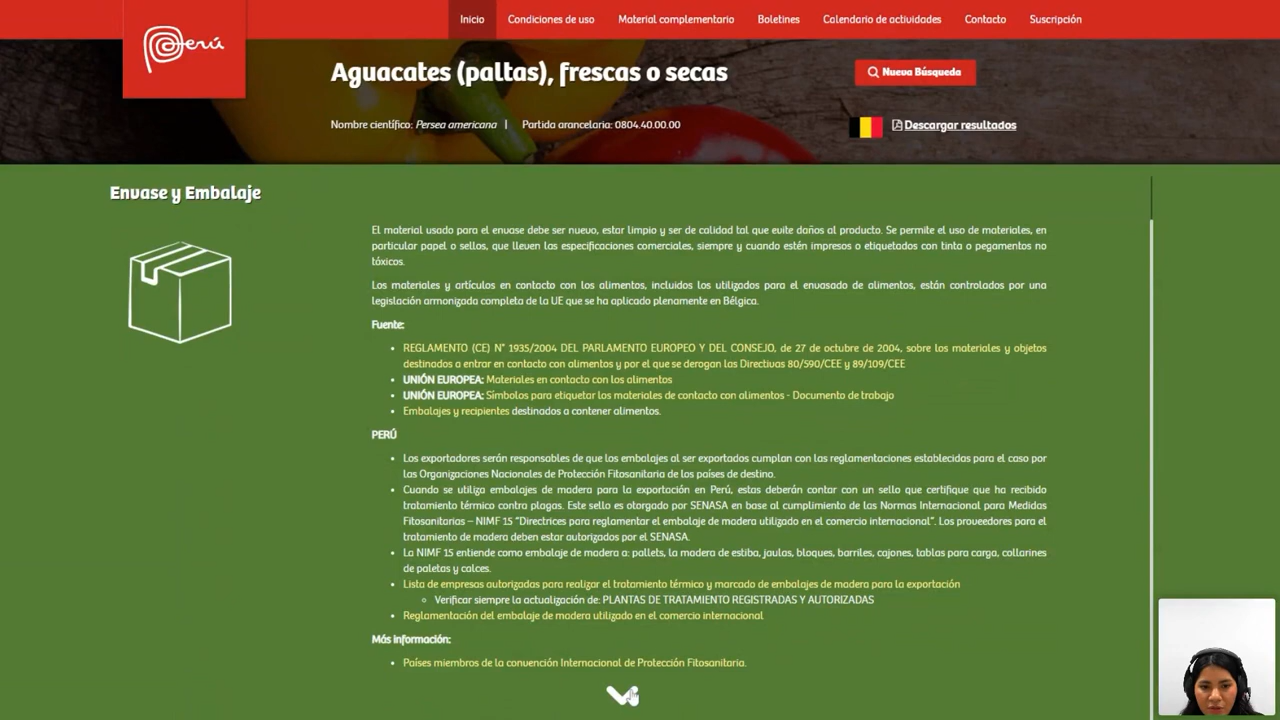 Perú
Inicio
Condiciones de uso
Material complementario
Boletines
Calendario de actividades
Contacto
Suscripción
Aguacates (paltas), frescas o secas
Nueva Búsqueda
Nombre científico: Persea americana | Partida arancelaria: 0804.40.00.00
Descargar resultados
Envase y Embalaje
El material usado para el envase debe ser nuevo, estar limpio y ser de calidad tal que evite daños al producto. Se permite el uso de materiales, en
particular papel o sellos, que lleven las especificaciones comerciales, siempre y cuando estén impresos o etiquetados con tinta o pegamentos no
tóxicos.
Los materiales y artículos en contacto con los alimentos, incluidos los utilizados para el envasado de alimentos, están controlados por una
legislación armonizada completa de la UE que se ha aplicado plenamente en Bélgica.
Fuente:
• REGLAMENTO (CE) N° 1935/2004 DEL PARLAMENTO EUROPEO Y DEL CONSEJO, de 27 de octubre de 2004, sobre los materiales y objetos
destinados a entrar en contacto con alimentos y por el que se derogan las Directivas 80/590/CEE y 89/109/CEE
• UNIÓN EUROPEA: Materiales en contacto con los alimentos
• UNIÓN EUROPEA: Símbolos para etiquetar los materiales de contacto con alimentos - Documento de trabajo
• Embalajes y recipientes destinados a contener alimentos.
PERÚ
• Los exportadores serán responsables de que los embalajes al ser exportados cumplan con las reglamentaciones establecidas para el caso por
las Organizaciones Nacionales de Protección Fitosanitaria de los países de destino.
• Cuando se utiliza embalajes de madera para la exportación en Perú, estas deberán contar con un sello que certifique que ha recibido
tratamiento térmico contra plagas. Este sello es otorgado por SENASA en base al cumplimiento de las Normas Internacional para Medidas
Fitosanitarias – NIMF 15 "Directrices para reglamentar el embalaje de madera utilizado en el comercio internacional". Los proveedores para el
tratamiento de madera deben estar autorizados por el SENASA.
• La NIMF 15 entiende como embalaje de madera a: pallets, la madera de estiba, jaulas, bloques, barriles, cajones, tablas para carga, collarines
de paletas y calces.
• Lista de empresas autorizadas para realizar el tratamiento térmico y marcado de embalajes de madera para la exportación
◦ Verificar siempre la actualización de: PLANTAS DE TRATAMIENTO REGISTRADAS Y AUTORIZADAS
• Reglamentación del embalaje de madera utilizado en el comercio internacional
Más información:
• Países miembros de la convención Internacional de Protección Fitosanitaria.